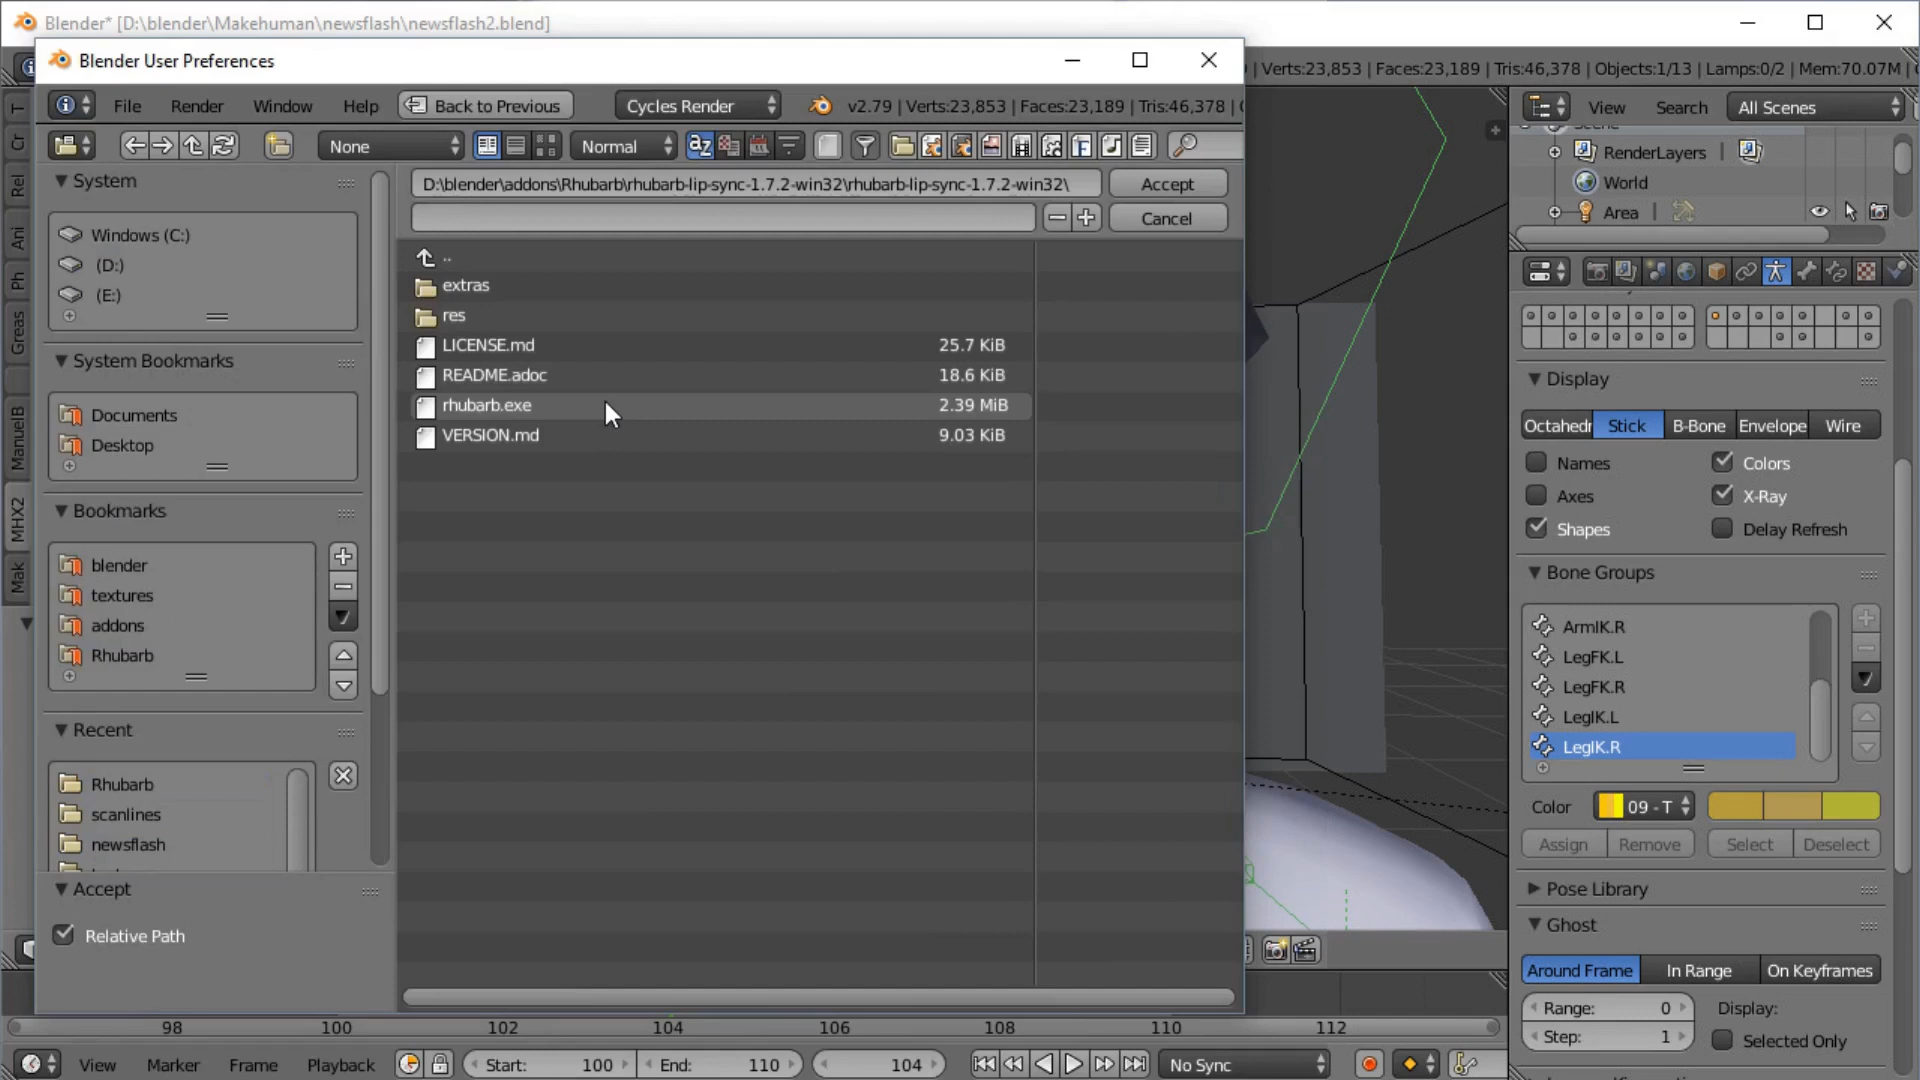 Blender* [D:\blender\Makehuman\newsflash\newsflash2.blend]
Blender User Preferences
Verts:23,853 | Faces:23,189 | Tris:46,378 | Objects:1/13 | Lamps:0/2 | Mem:70.07M |
File Render Window Help Back to Previous Cycles Render v2.79 | Verts:23,853 | Faces:23,189 | Tris:46,378 |
View Search All Scenes
None Normal
RenderLayers
World
Area
System
Windows (C:)
(D:)
(E:)
System Bookmarks
Documents
Desktop
Bookmarks
blender
textures
addons
Rhubarb
Recent
Rhubarb
scanlines
newsflash
Accept
Relative Path
D:\blender\addons\Rhubarb\rhubarb-lip-sync-1.7.2-win32\rhubarb-lip-sync-1.7.2-win32\
Accept
Cancel
..
extras
res
LICENSE.md 25.7 KiB
README.adoc 18.6 KiB
rhubarb.exe 2.39 MiB
VERSION.md 9.03 KiB
T
Cr
Rel
Ani
Ph
Greas
ManuelB
MHX2
Mak
Display
Octahedr Stick B-Bone Envelope Wire
Names Colors
Axes X-Ray
Shapes Delay Refresh
Bone Groups
ArmIK.R
LegFK.L
LegFK.R
LegIK.L
LegIK.R
Color 09 - T
Assign Remove Select Deselect
Pose Library
Ghost
Around Frame In Range On Keyframes
Range: 0 Display:
Step: 1 Selected Only
98 100 102 104 106 108 110 112
View Marker Frame Playback Start: 100 End: 110 104 No Sync